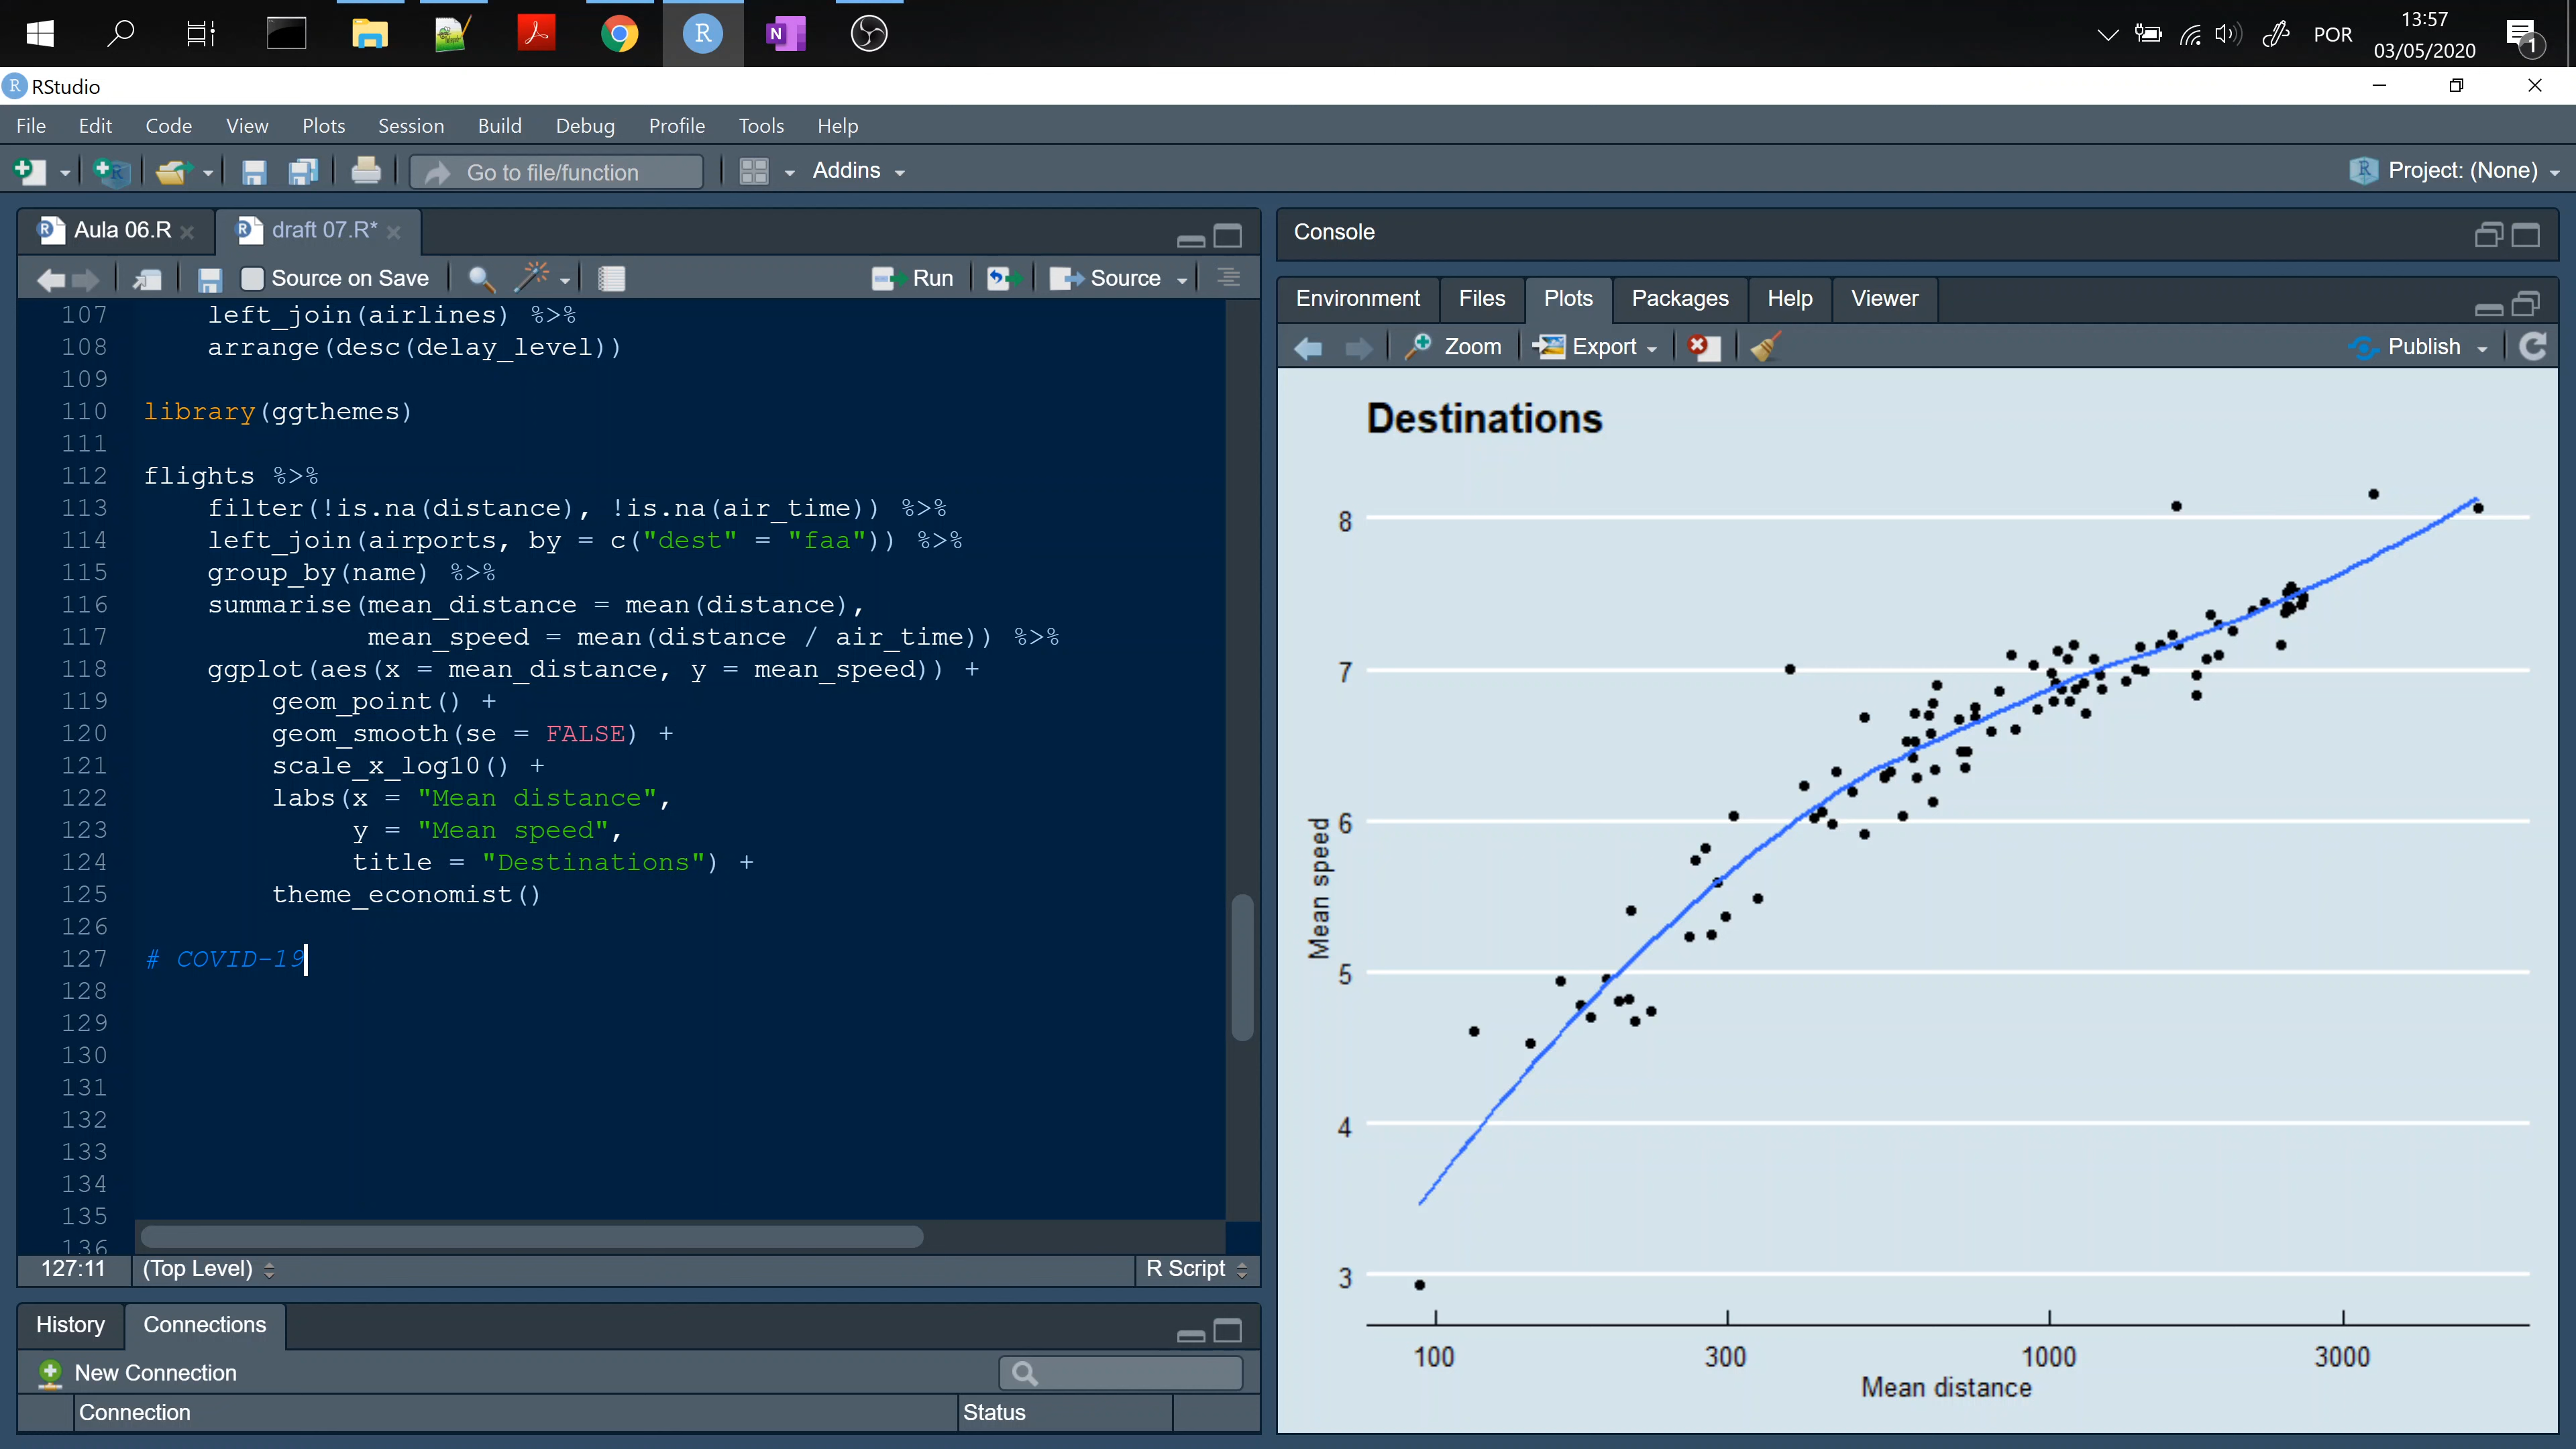 13:57
POR
03/05/2020
1
RStudio
File Edit Code View Plots Session Build Debug Profile Tools Help
Go to file/function
Addins
Project: (None)
Aula 06.R
draft 07.R*
Source on Save
Run
Source
107 left_join(airlines) %>%
108 arrange(desc(delay_level))
109
110 library(ggthemes)
111
112 flights %>%
113 filter(!is.na(distance), !is.na(air_time)) %>%
114 left_join(airports, by = c("dest" = "faa")) %>%
115 group_by(name) %>%
116 summarise(mean_distance = mean(distance),
117 mean_speed = mean(distance / air_time)) %>%
118 ggplot(aes(x = mean_distance, y = mean_speed)) +
119 geom_point() +
120 geom_smooth(se = FALSE) +
121 scale_x_log10() +
122 labs(x = "Mean distance",
123 y = "Mean speed",
124 title = "Destinations") +
125 theme_economist()
126
127 # COVID-19
128
129
130
131
132
133
134
135
136
127:11 (Top Level) R Script
History Connections
New Connection
Connection Status
Console
Environment Files Plots Packages Help Viewer
Zoom Export Publish
Destinations
8
7
6
5
4
3
Mean speed
100 300 1000 3000
Mean distance